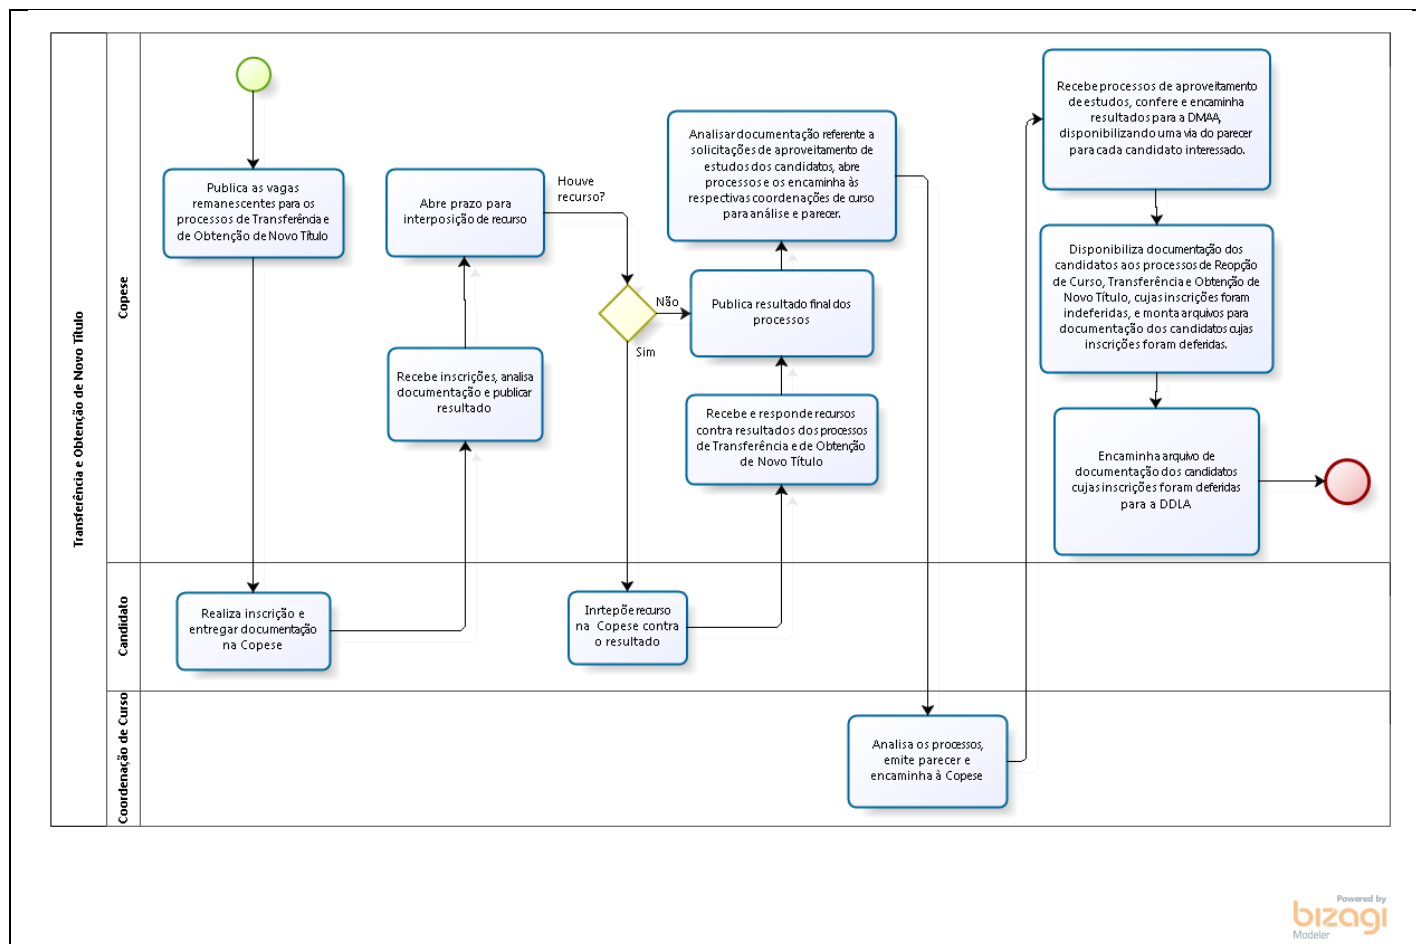 Transferência e Obtenção de Novo Título
Copese
Publica as vagas
remanescentes para os
processos de Transferência e
de Obtenção de Novo Título
Abre prazo para
interposição de recurso
Houve
recurso?
Recebe inscrições, analisa
documentação e publicar
resultado
Não
Sim
Analisar documentação referente a
solicitações de aproveitamento de
estudos dos candidatos, abre
processos e os encaminha às
respectivas coordenações de curso
para análise e parecer.
Publica resultado final dos
processos
Recebe e responde recursos
contra resultados dos processos
de Transferência e de Obtenção
de Novo Título
Recebe processos de aproveitamento
de estudos, confere e encaminha
resultados para a DMAA,
disponibilizando uma via do parecer
para cada candidato interessado.
Disponibiliza documentação dos
candidatos aos processos de Reopção
de Curso, Transferência e Obtenção de
Novo Título, cujas inscrições foram
indeferidas, e monta arquivos para
documentação dos candidatos cujas
inscrições foram deferidas.
Encaminha arquivo de
documentação dos candidatos
cujas inscrições foram deferidas
para a DDLA
Candidato
Realiza inscrição e
entregar documentação
na Copese
Inrtepõe recurso
na Copese contra
o resultado
Coordenação de Curso
Analisa os processos,
emite parecer e
encaminha à Copese
Powered by
bizagi
Modeler